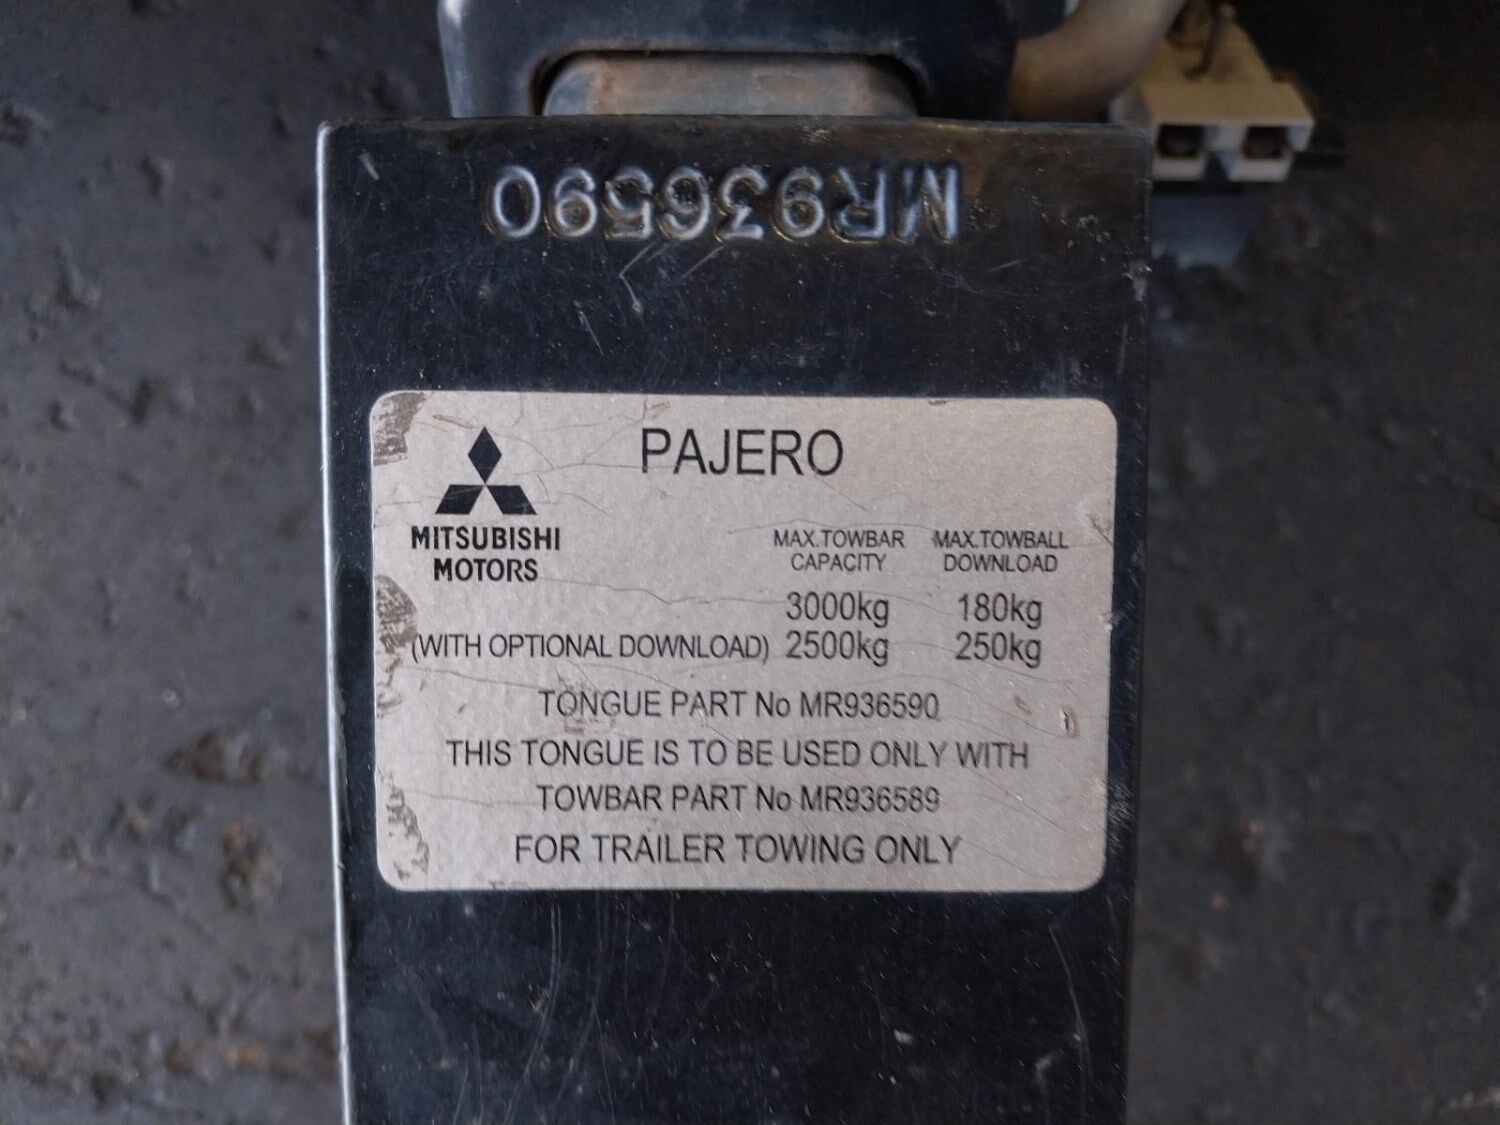 MR936590
PAJERO
MITSUBISHI
MOTORS
MAX.TOWBAR CAPACITY
MAX.TOWBALL DOWNLOAD
3000kg 180kg
(WITH OPTIONAL DOWNLOAD) 2500kg 250kg
TONGUE PART No MR936590
THIS TONGUE IS TO BE USED ONLY WITH
TOWBAR PART No MR936589
FOR TRAILER TOWING ONLY